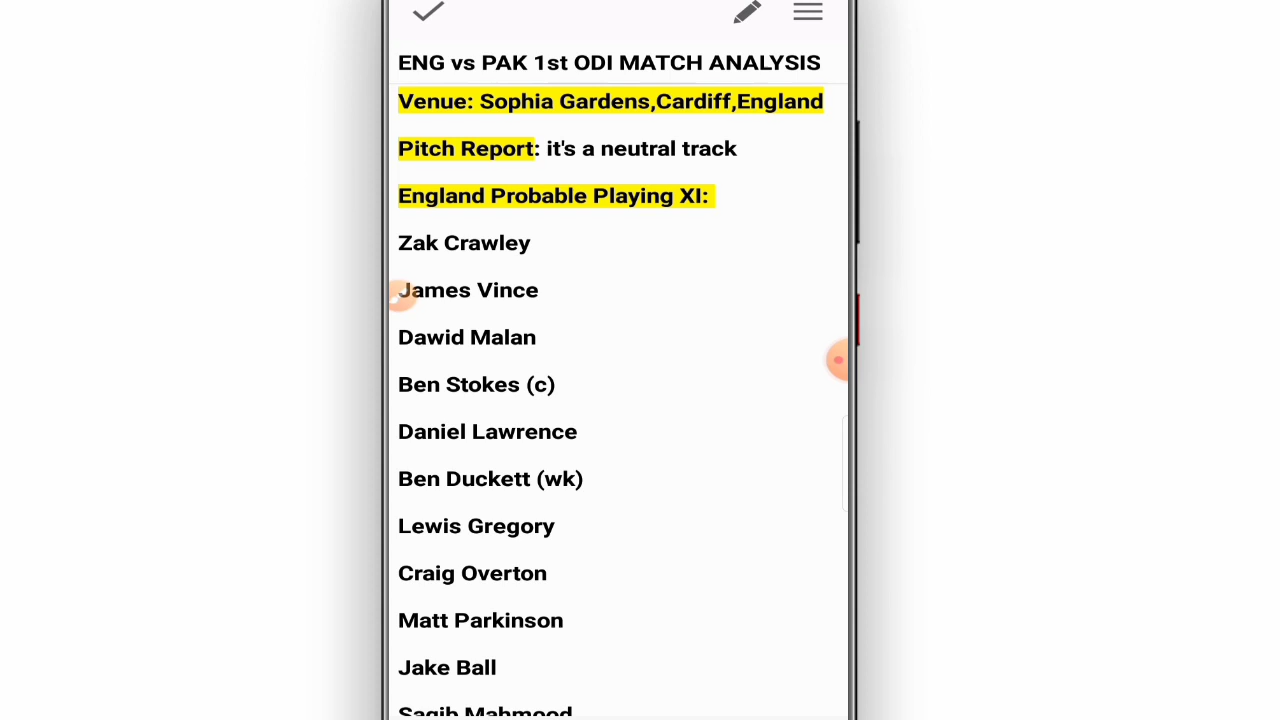 ENG vs PAK 1st ODI MATCH ANALYSIS
Venue: Sophia Gardens,Cardiff,England
Pitch Report: it's a neutral track
England Probable Playing XI:
Zak Crawley
James Vince
Dawid Malan
Ben Stokes (c)
Daniel Lawrence
Ben Duckett (wk)
Lewis Gregory
Craig Overton
Matt Parkinson
Jake Ball
Saqib Mahmood